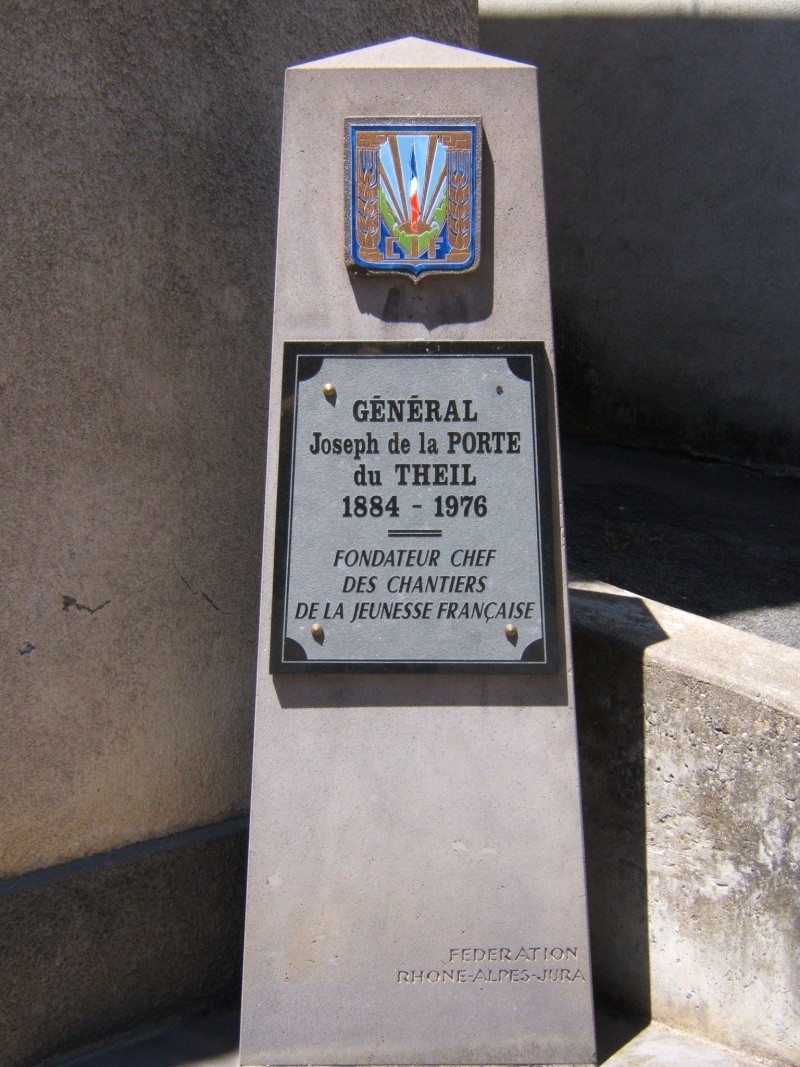 CJF
GÉNÉRAL
Joseph de la PORTE
du THEIL
1884 - 1976
FONDATEUR CHEF
DES CHANTIERS
DE LA JEUNESSE FRANÇAISE
FEDERATION
RHONE-ALPES-JURA